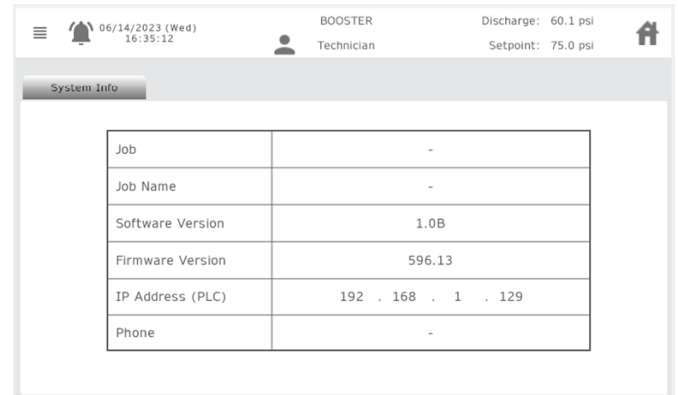 06/14/2023 (Wed)
16:35:12
BOOSTER
Technician
Discharge: 60.1 psi
Setpoint: 75.0 psi
System Info
Job -
Job Name -
Software Version 1.0B
Firmware Version 596.13
IP Address (PLC) 192 . 168 . 1 . 129
Phone -